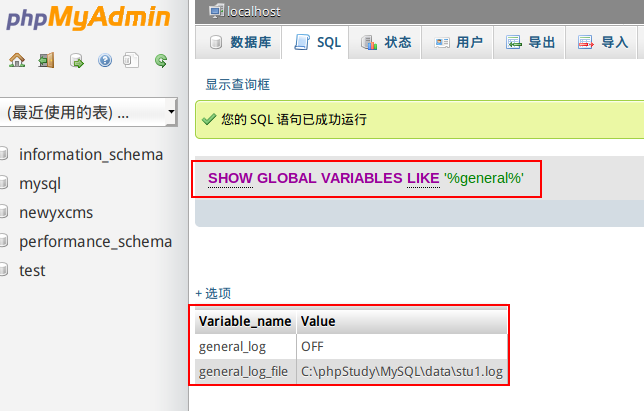 phpMyAdmin
localhost
数据库 SQL 状态 用户 导出 导入
(最近使用的表) ...
information_schema
mysql
newyxcms
performance_schema
test
显示查询框
您的 SQL 语句已成功运行
SHOW GLOBAL VARIABLES LIKE '%general%'
+ 选项
Variable_name Value
general_log OFF
general_log_file C:\phpStudy\MySQL\data\stu1.log